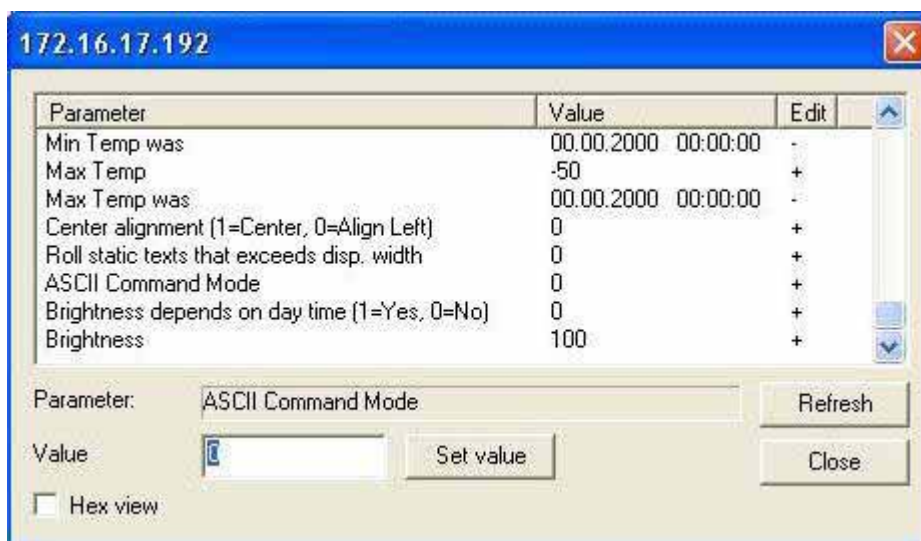 172.16.17.192
Parameter Value Edit
Min Temp was 00.00.2000 00:00:00 -
Max Temp -50 +
Max Temp was 00.00.2000 00:00:00 -
Center alignment (1=Center, 0=Align Left) 0 +
Roll static texts that exceeds disp. width 0 +
ASCII Command Mode 0 +
Brightness depends on day time (1=Yes, 0=No) 0 +
Brightness 100 +
Parameter: ASCII Command Mode Refresh
Value 0 Set value Close
Hex view